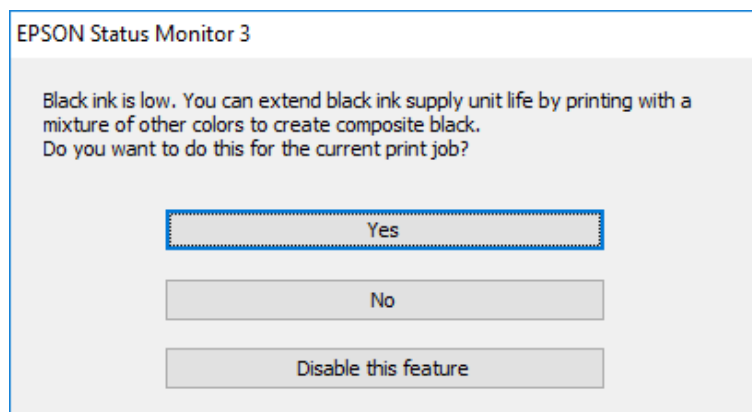 EPSON Status Monitor 3
Black ink is low. You can extend black ink supply unit life by printing with a
mixture of other colors to create composite black.
Do you want to do this for the current print job?
Yes
No
Disable this feature